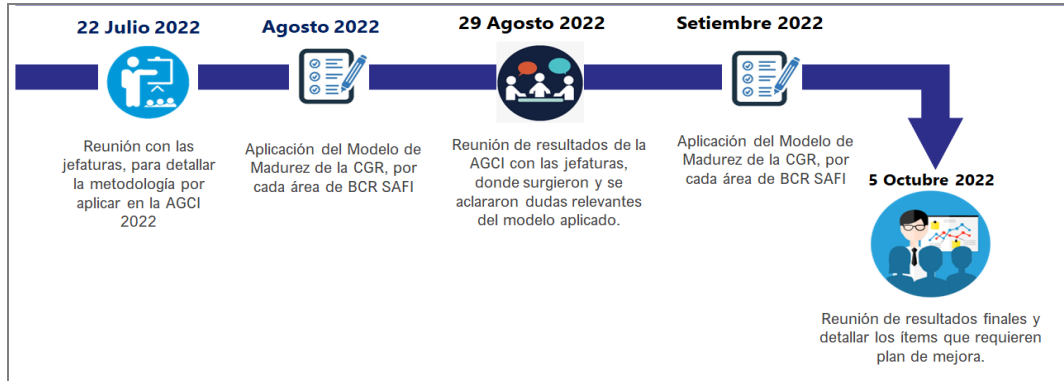 22 Julio 2022
Reunión con las
jefaturas, para detallar
la metodología por
aplicar en la AGCI
2022
Agosto 2022
Aplicación del Modelo de
Madurez de la CGR, por
cada área de BCR SAFI
29 Agosto 2022
Reunión de resultados de la
AGCI con las jefaturas,
donde surgieron y se
aclararon dudas relevantes
del modelo aplicado.
Setiembre 2022
Aplicación del Modelo de
Madurez de la CGR, por
cada área de BCR SAFI
5 Octubre 2022
Reunión de resultados finales y
detallar los ítems que requieren
plan de mejora.